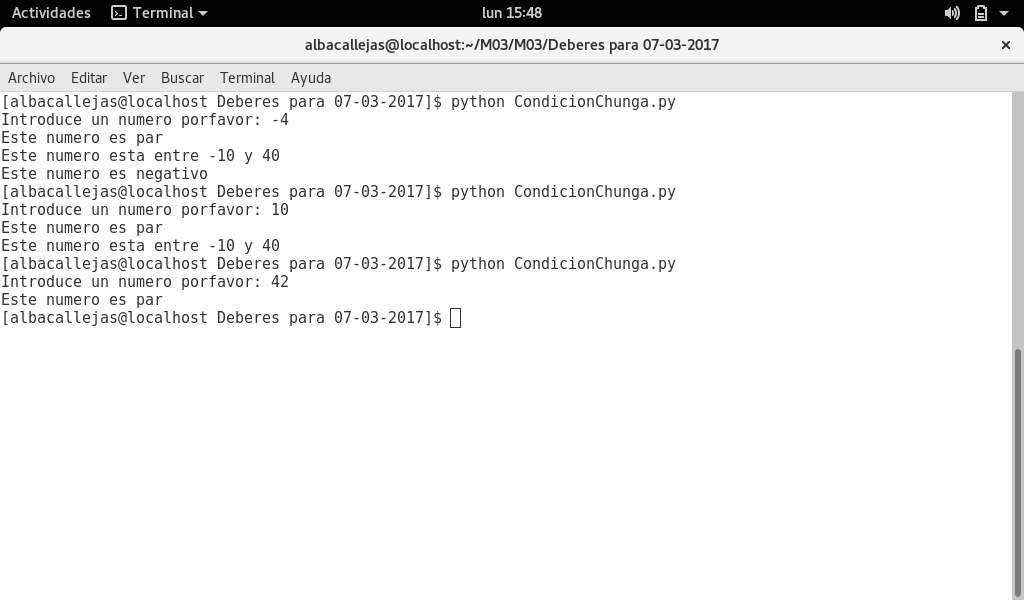 Actividades Terminal lun 15:48
albacallejas@localhost:~/M03/M03/Deberes para 07-03-2017
Archivo Editar Ver Buscar Terminal Ayuda
[albacallejas@localhost Deberes para 07-03-2017]$ python CondicionChunga.py
Introduce un numero porfavor: -4
Este numero es par
Este numero esta entre -10 y 40
Este numero es negativo
[albacallejas@localhost Deberes para 07-03-2017]$ python CondicionChunga.py
Introduce un numero porfavor: 10
Este numero es par
Este numero esta entre -10 y 40
[albacallejas@localhost Deberes para 07-03-2017]$ python CondicionChunga.py
Introduce un numero porfavor: 42
Este numero es par
[albacallejas@localhost Deberes para 07-03-2017]$